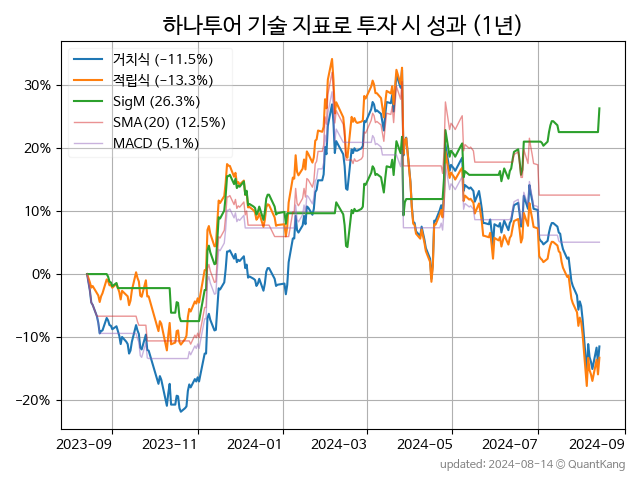 하나투어 기술 지표로 투자 시 성과 (1년)
거치식 (−11.5%)
적립식 (−13.3%)
SigM (26.3%)
SMA(20) (12.5%)
MACD (5.1%)
30%
20%
10%
0%
−10%
−20%
2023-09
2023-11
2024-01
2024-03
2024-05
2024-07
2024-09
updated: 2024-08-14 © QuantKang